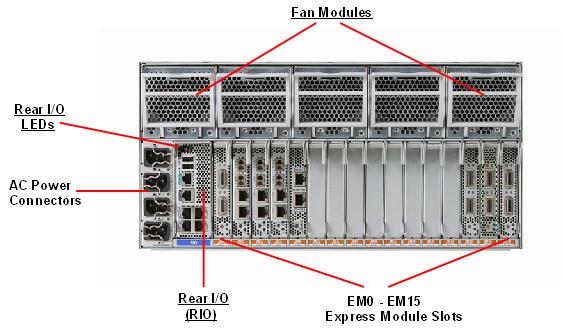 Fan Modules
Rear I/O
LEDs
AC Power
Connectors
Rear I/O
(RIO)
EM0 - EM15
Express Module Slots